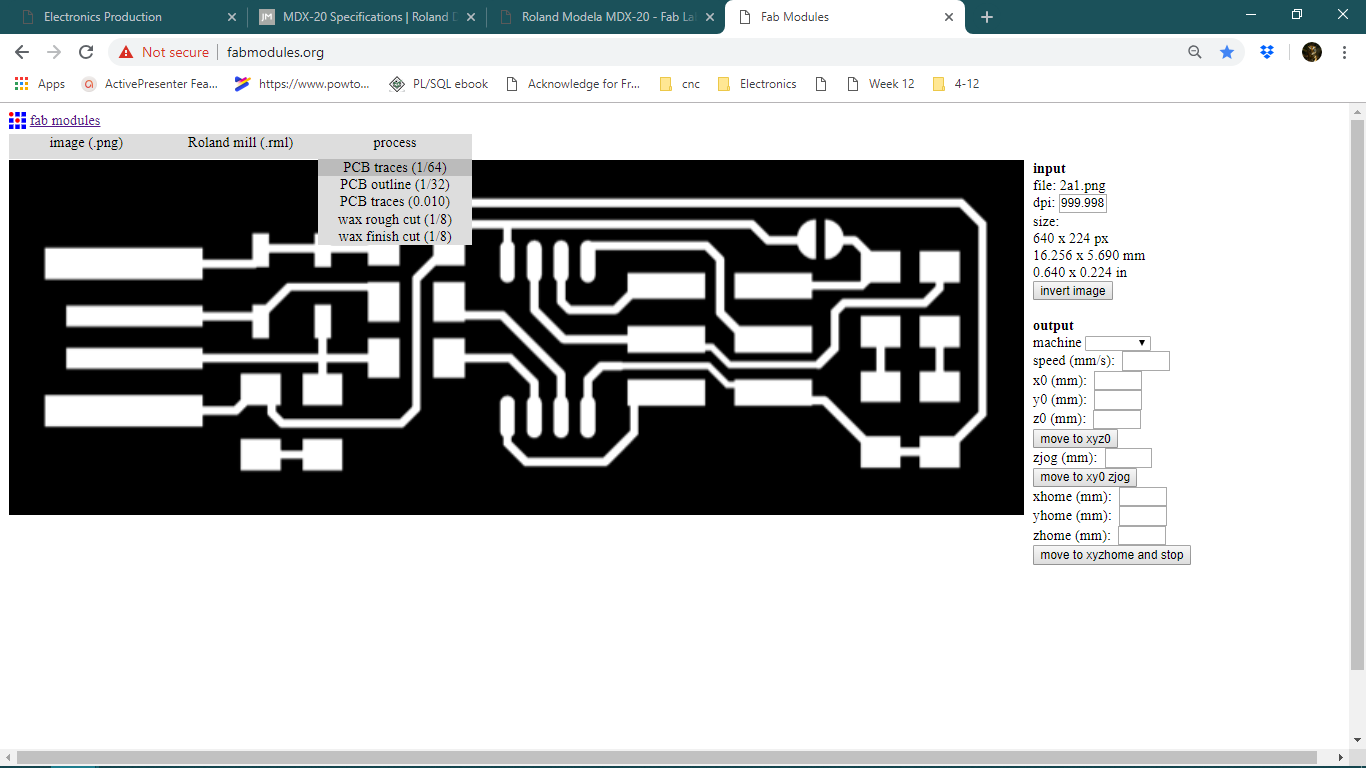 Electronics Production
JM
MDX-20 Specifications | Roland D
Roland Modela MDX-20 - Fab La
Fab Modules
Not secure
fabmodules.org
Apps
ActivePresenter Fea...
https://www.powto...
PL/SQL ebook
Acknowledge for Fr...
cnc
Electronics
Week 12
4-12
fab modules
image (.png)
Roland mill (.rml)
process
PCB traces (1/64)
PCB outline (1/32)
PCB traces (0.010)
wax rough cut (1/8)
wax finish cut (1/8)
input
file: 2a1.png
dpi: 999.998
size:
640 x 224 px
16.256 x 5.690 mm
0.640 x 0.224 in
invert image
output
machine
speed (mm/s):
x0 (mm):
y0 (mm):
z0 (mm):
move to xyz0
zjog (mm):
move to xy0 zjog
xhome (mm):
yhome (mm):
zhome (mm):
move to xyzhome and stop